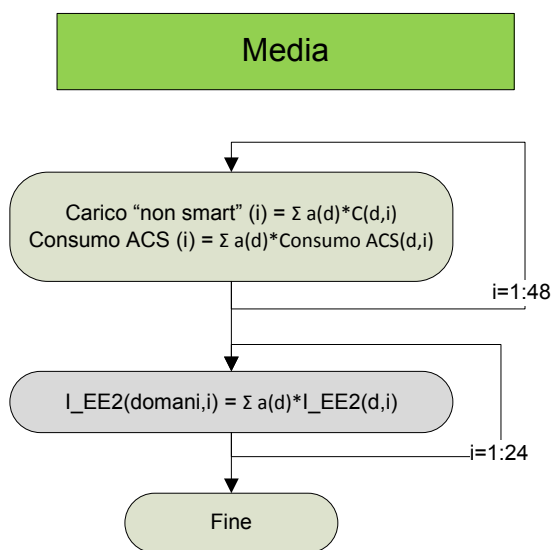 Media
Carico “non smart” (i) = Σ a(d)*C(d,i)
Consumo ACS (i) = Σ a(d)*Consumo ACS(d,i)
i=1:48
I_EE2(domani,i) = Σ a(d)*I_EE2(d,i)
i=1:24
Fine